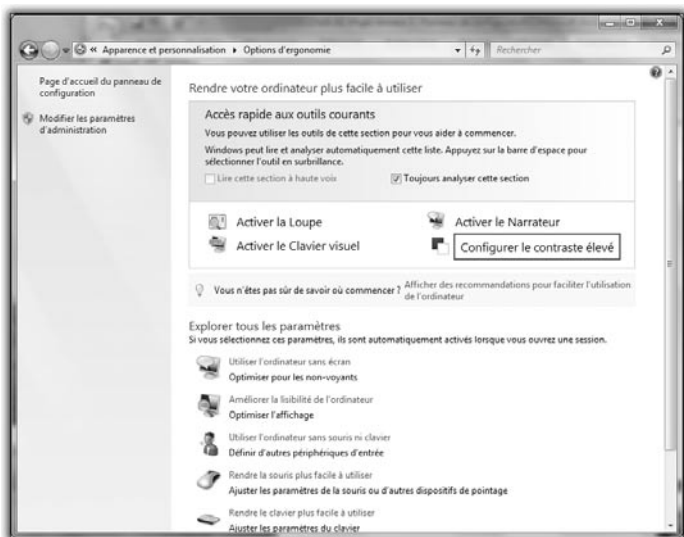 « Apparence et personnalisation ▸ Options d'ergonomie
Rechercher
Page d'accueil du panneau de
configuration
Modifier les paramètres
d'administration
Rendre votre ordinateur plus facile à utiliser
Accès rapide aux outils courants
Vous pouvez utiliser les outils de cette section pour vous aider à commencer.
Windows peut lire et analyser automatiquement cette liste. Appuyez sur la barre d'espace pour
sélectionner l'outil en surbrillance.
Lire cette section à haute voix
Toujours analyser cette section
Activer la Loupe
Activer le Narrateur
Activer le Clavier visuel
Configurer le contraste élevé
Vous n'êtes pas sûr de savoir où commencer ?
Afficher des recommandations pour faciliter l'utilisation
de l'ordinateur
Explorer tous les paramètres
Si vous sélectionnez ces paramètres, ils sont automatiquement activés lorsque vous ouvrez une session.
Utiliser l'ordinateur sans écran
Optimiser pour les non-voyants
Améliorer la lisibilité de l'ordinateur
Optimiser l'affichage
Utiliser l'ordinateur sans souris ni clavier
Définir d'autres périphériques d'entrée
Rendre la souris plus facile à utiliser
Ajuster les paramètres de la souris ou d'autres dispositifs de pointage
Rendre le clavier plus facile à utiliser
Ajuster les paramètres du clavier